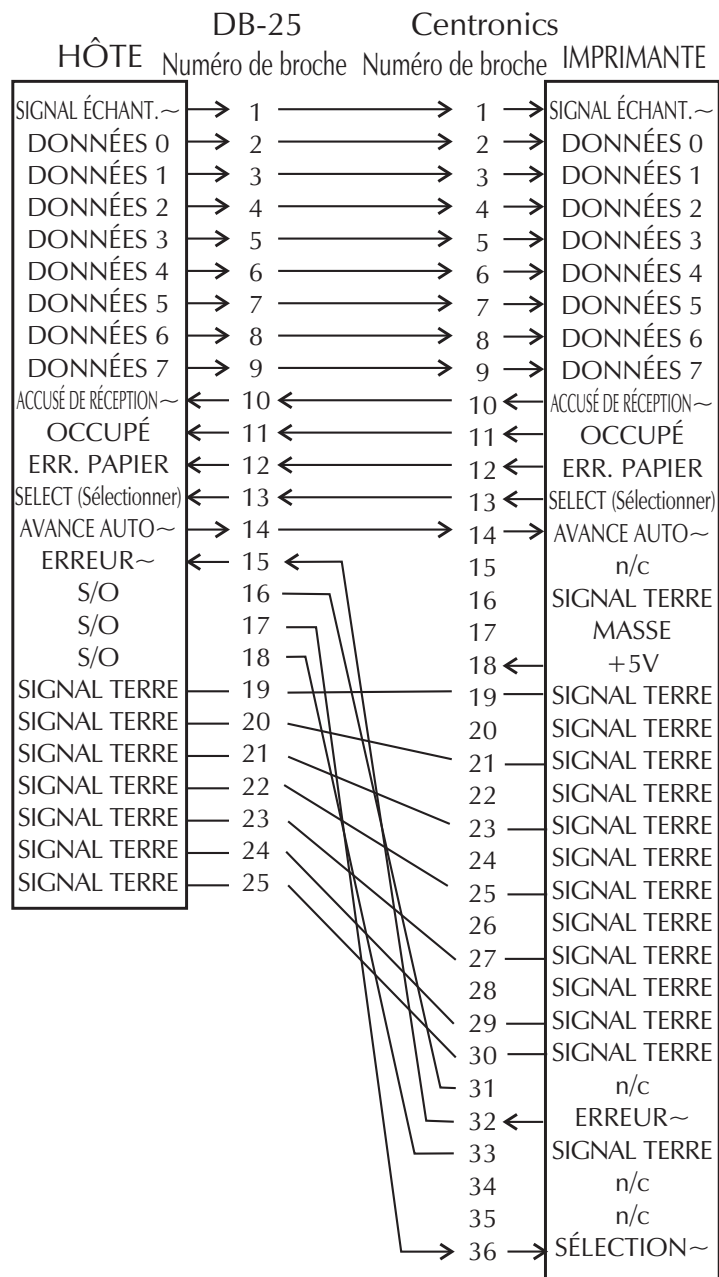 DB-25 Centronics
HÔTE Numéro de broche Numéro de broche IMPRIMANTE
SIGNAL ÉCHANT.~ 1 1 SIGNAL ÉCHANT.~
DONNÉES 0 2 2 DONNÉES 0
DONNÉES 1 3 3 DONNÉES 1
DONNÉES 2 4 4 DONNÉES 2
DONNÉES 3 5 5 DONNÉES 3
DONNÉES 4 6 6 DONNÉES 4
DONNÉES 5 7 7 DONNÉES 5
DONNÉES 6 8 8 DONNÉES 6
DONNÉES 7 9 9 DONNÉES 7
ACCUSÉ DE RÉCEPTION~ 10 10 ACCUSÉ DE RÉCEPTION~
OCCUPÉ 11 11 OCCUPÉ
ERR. PAPIER 12 12 ERR. PAPIER
SELECT (Sélectionner) 13 13 SELECT (Sélectionner)
AVANCE AUTO~ 14 14 AVANCE AUTO~
ERREUR~ 15 15 n/c
S/O 16 16 SIGNAL TERRE
S/O 17 17 MASSE
S/O 18 18 +5V
SIGNAL TERRE 19 19 SIGNAL TERRE
SIGNAL TERRE 20 20 SIGNAL TERRE
SIGNAL TERRE 21 21 SIGNAL TERRE
SIGNAL TERRE 22 22 SIGNAL TERRE
SIGNAL TERRE 23 23 SIGNAL TERRE
SIGNAL TERRE 24 24 SIGNAL TERRE
SIGNAL TERRE 25 25 SIGNAL TERRE
26 SIGNAL TERRE
27 SIGNAL TERRE
28 SIGNAL TERRE
29 SIGNAL TERRE
30 SIGNAL TERRE
31 n/c
32 ERREUR~
33 SIGNAL TERRE
34 n/c
35 n/c
36 SÉLECTION~